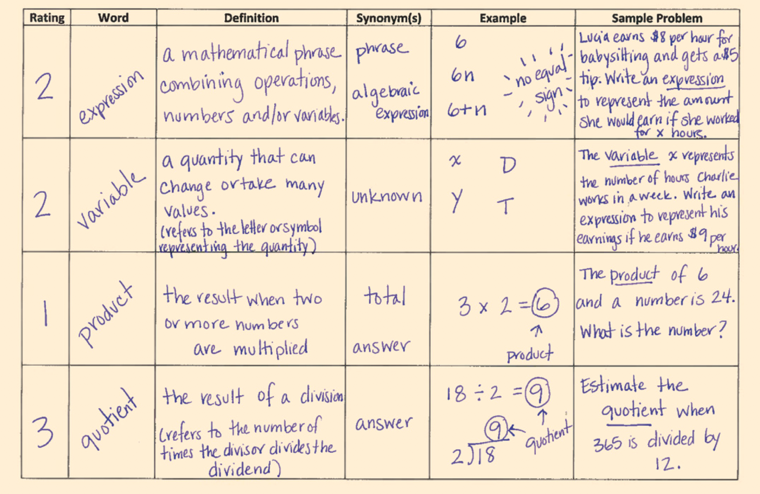 Rating Word Definition Synonym(s) Example Sample Problem
2
expression
a mathematical phrase
combining operations,
numbers and/or variables.
phrase
algebraic
expression
6
6n
6+n
no equal
sign
Lucia earns $8 per hour for
babysitting and gets a $5
tip. Write an expression
to represent the amount
she would earn if she worked
for x hours.
2
variable
a quantity that can
change or take many
values.
(refers to the letter or symbol
representing the quantity)
unknown
x D
Y T
The variable x represents
the number of hours Charlie
works in a week. Write an
expression to represent his
earnings if he earns $9 per
hour.
1
product
the result when two
or more numbers
are multiplied
total
answer
3 x 2 = 6
product
The product of 6
and a number is 24.
What is the number?
3
quotient
the result of a division
(refers to the number of
times the divisor divides the
dividend)
answer
18 ÷ 2 = 9
9
quotient
2)18
Estimate the
quotient when
365 is divided by
12.